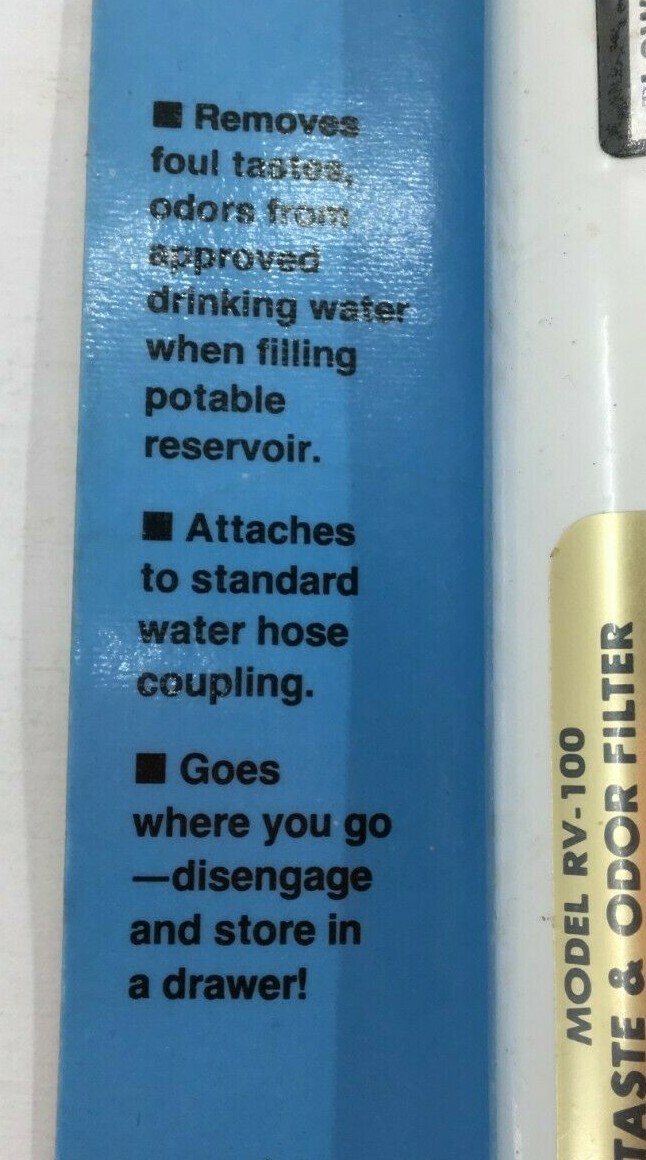 ■ Removes
foul tastes,
odors from
approved
drinking water
when filling
potable
reservoir.
■ Attaches
to standard
water hose
coupling.
■ Goes
where you go
—disengage
and store in
a drawer!
MODEL RV-100
TASTE & ODOR FILTER